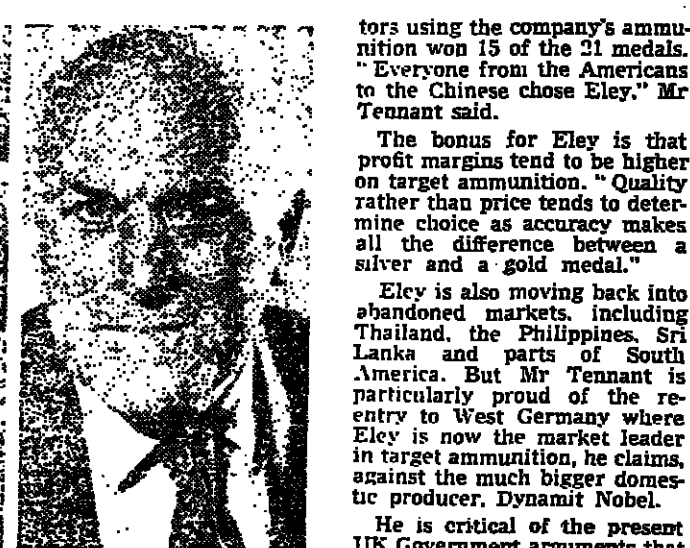 tors using the company's ammu-
nition won 15 of the 21 medals.
"Everyone from the Americans
to the Chinese chose Eley," Mr
Tennant said.
The bonus for Eley is that
profit margins tend to be higher
on target ammunition. "Quality
rather than price tends to deter-
mine choice as accuracy makes
all the difference between a
silver and a gold medal."
Eley is also moving back into
abandoned markets, including
Thailand, the Philippines, Sri
Lanka and parts of South
America. But Mr Tennant is
particularly proud of the re-
entry to West Germany where
Eley is now the market leader
in target ammunition, he claims,
against the much bigger domes-
tic producer, Dynamit Nobel.
He is critical of the present
UK Government arguments that